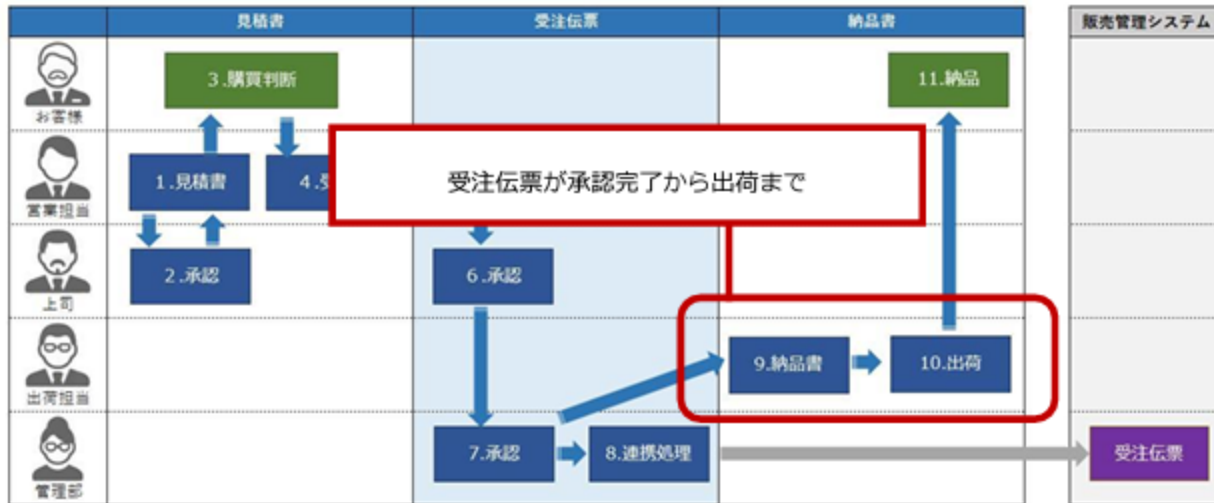 見積書
受注伝票
納品書
販売管理システム
お客様
3.購買判断
11.納品
営業担当
1.見積書
4.
受注伝票が承認完了から出荷まで
上司
2.承認
6.承認
出荷担当
9.納品書
10.出荷
管理部
7.承認
8.連携処理
受注伝票